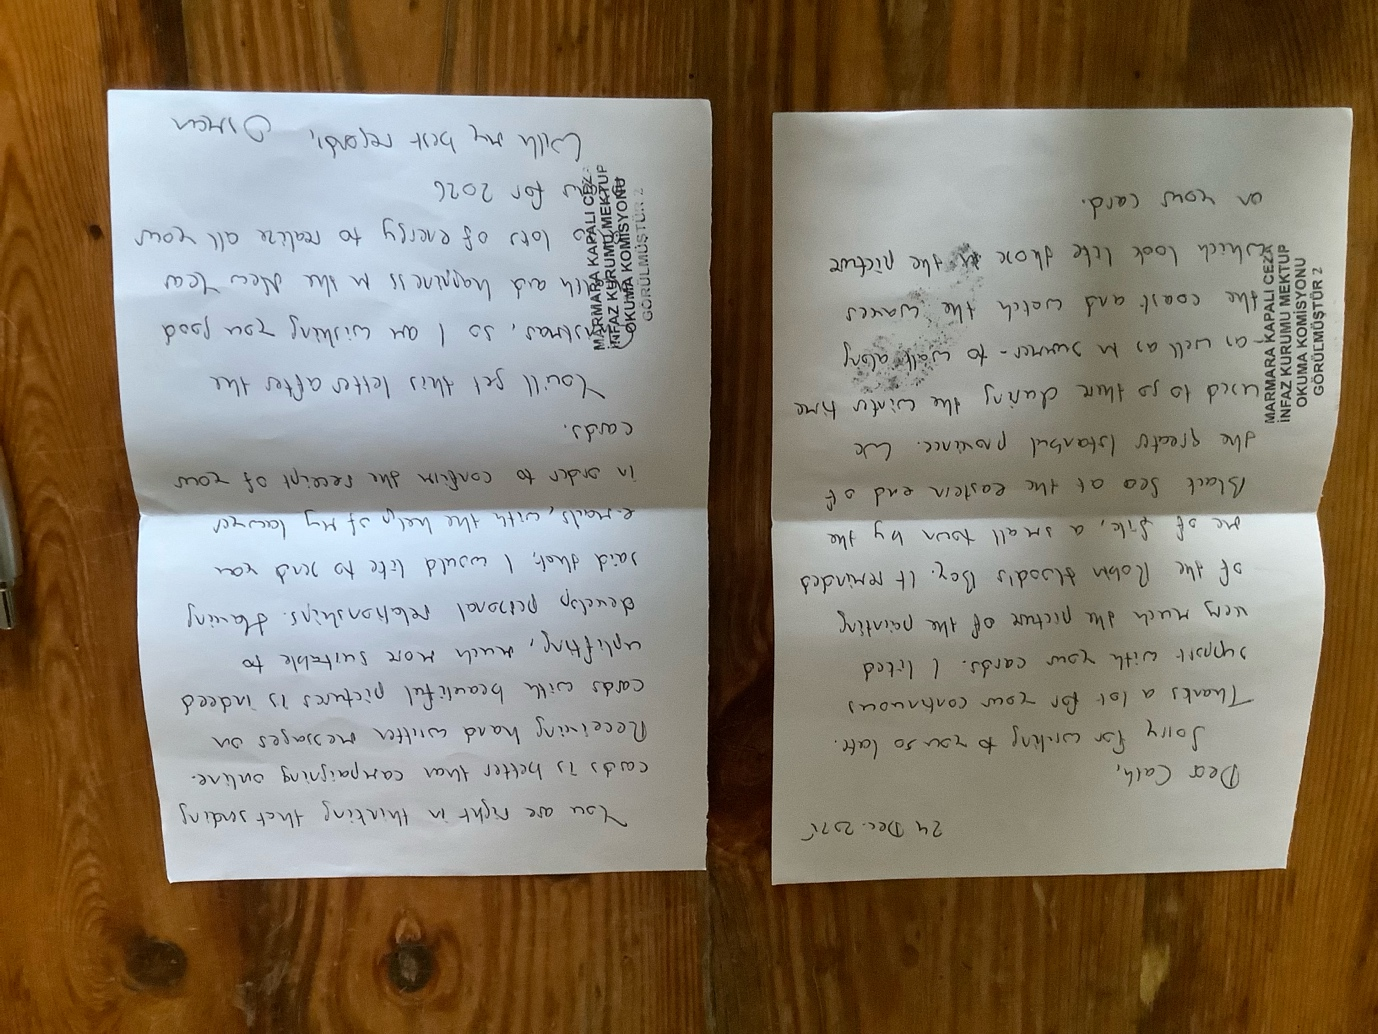 24 Dec. 2025
Dear Cath,
Sorry for writing to you so late.
Thanks a lot for your continuous
support with your cards. I liked
very much the picture of the painting
of the Robin Hood's Bay. It reminded
me of Şile, a small town by the
Black Sea at the eastern end of
the greater Istanbul province. We
used to go there during the winter time
as well as in summer - to walk along
the coast and watch the waves
which look like those in the picture
on your card.
MARMARA KAPALI CEZA
İNFAZ KURUMU MEKTUP
OKUMA KOMİSYONU
GÖRÜLMÜŞTÜR 2
You are right in thinking that sending
cards is better than campaigning online.
Receiving hand written messages on
cards with beautiful pictures is indeed
uplifting, much more suitable to
develop personal relationships. Having
said that, I would like to send you
e-mails, with the help of my lawyer
in order to confirm the receipt of your
cards.
You'll get this letter after the
so I am wishing you good
and happiness in the New Year
lots of energy to realize all your
for 2026
With my best regards,
MARMARA KAPALI CEZA
İNFAZ KURUMU MEKTUP
OKUMA KOMİSYONU
GÖRÜLMÜŞTÜR 2